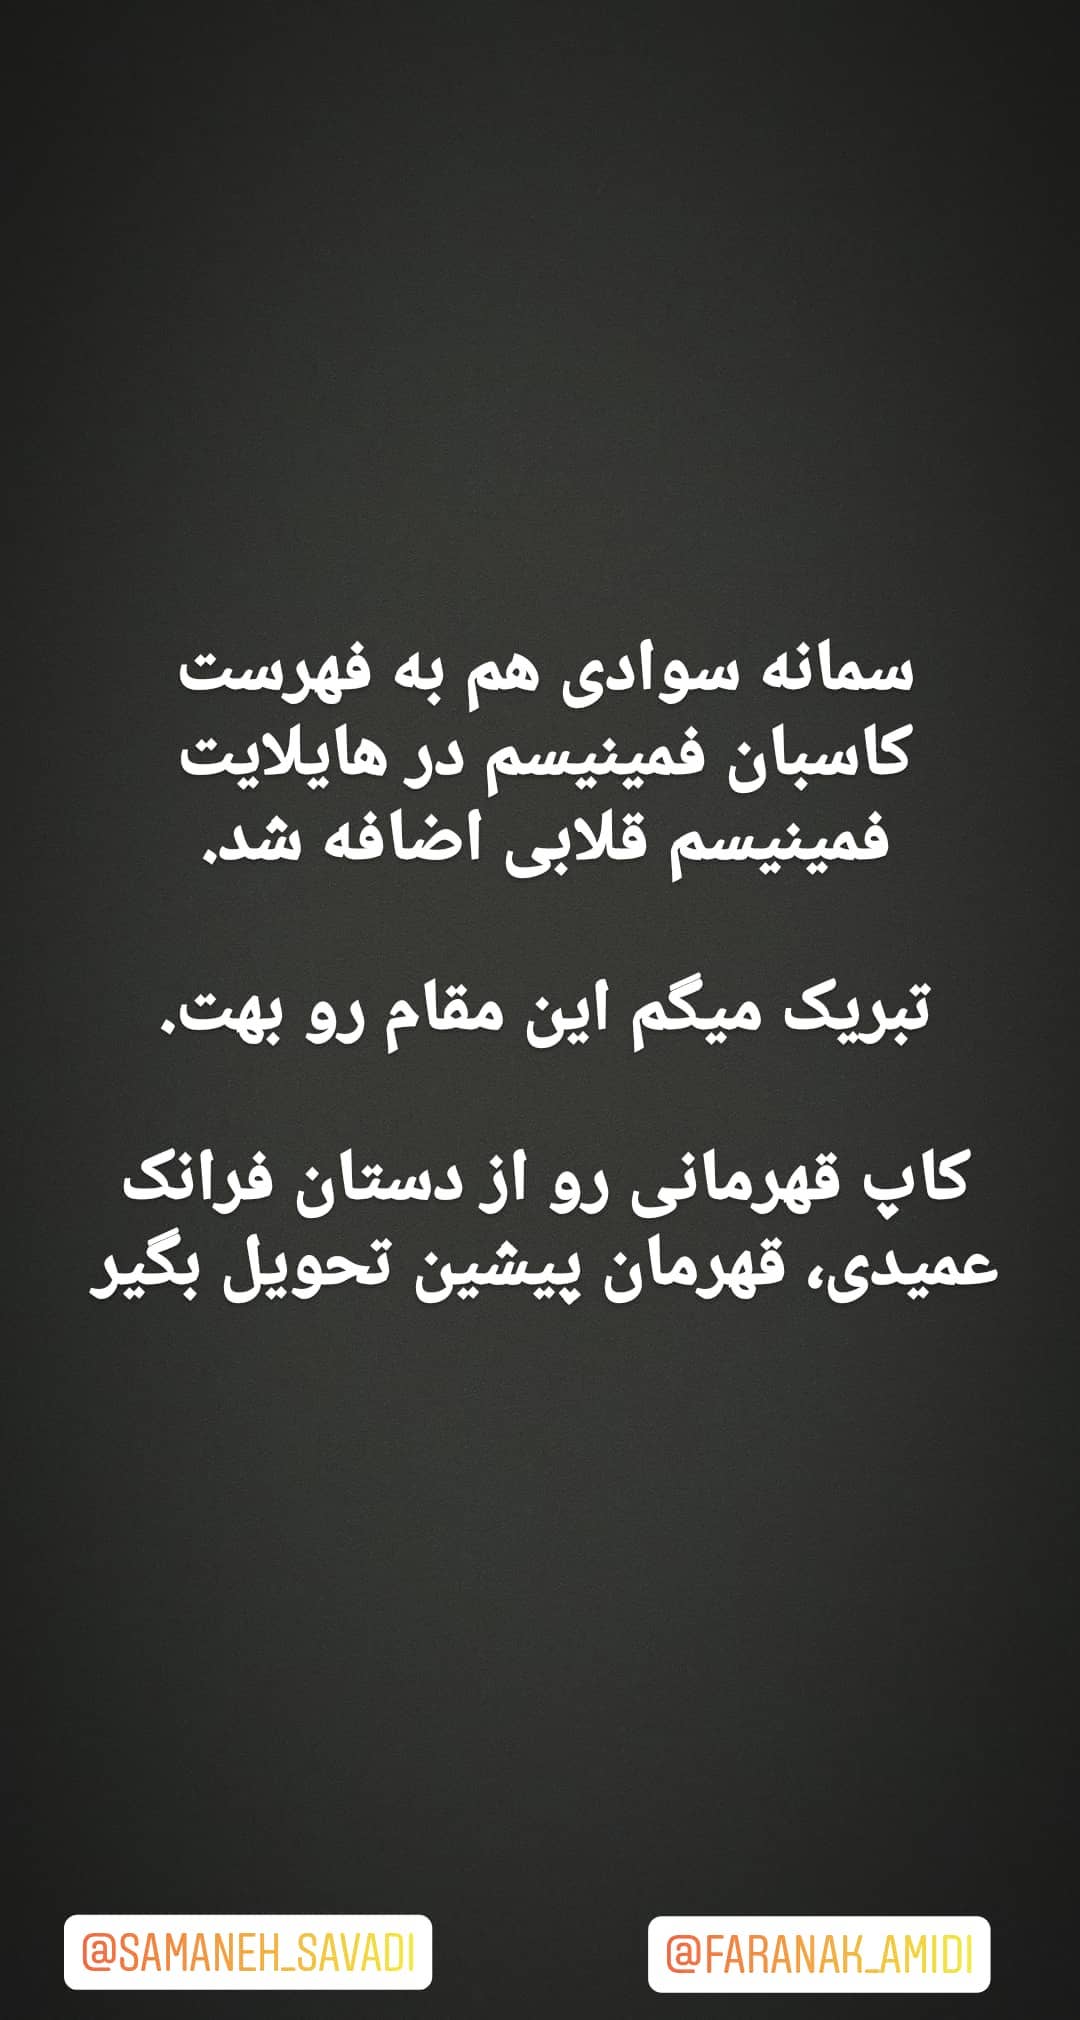 سمانه سوادی هم به فهرست
کاسبان فمینیسم در هایلایت
فمینیسم قلابی اضافه شد.
تبریک میگم این مقام رو بهت.
کاپ قهرمانی رو از دستان فرانک
عمیدی، قهرمان پیشین تحویل بگیر
@SAMANEH_SAVADI
@FARANAK_AMIDI